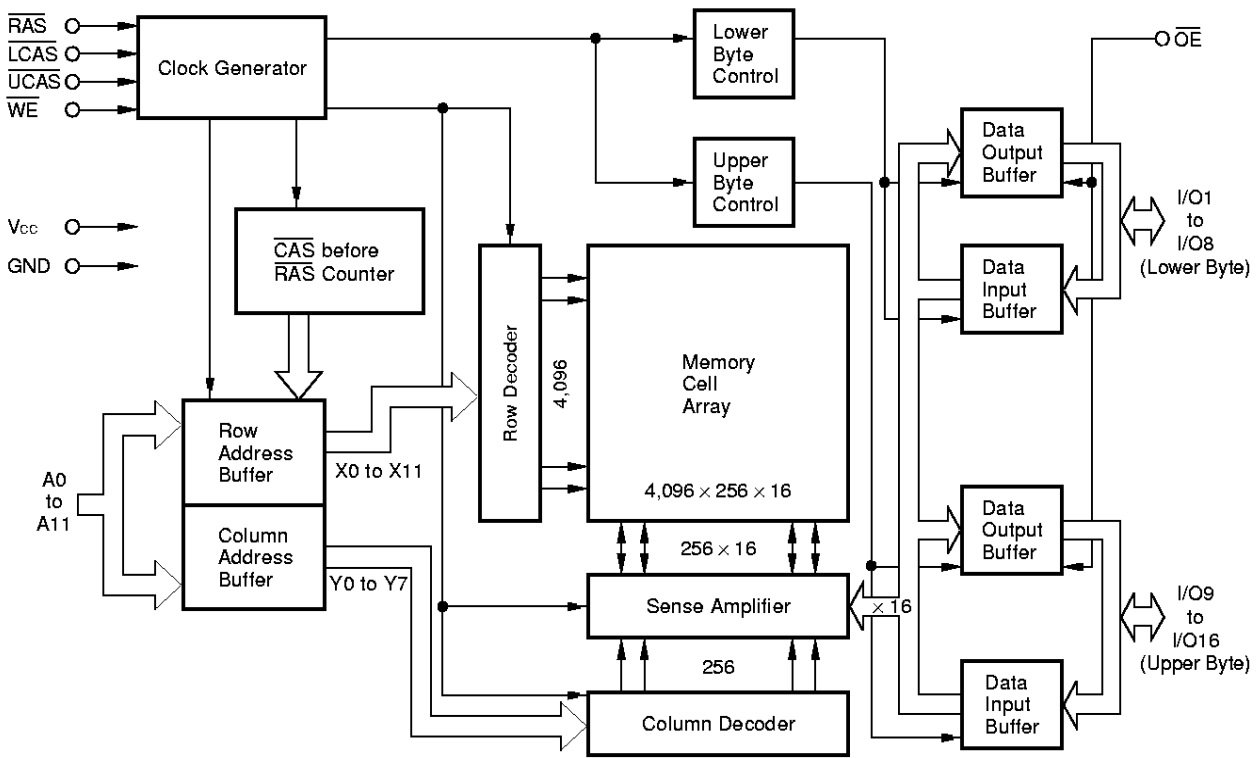 RAS
LCAS
UCAS
WE
Clock Generator
Lower
Byte
Control
OE
Upper
Byte
Control
Data
Output
Buffer
I/O1
to
I/O8
(Lower Byte)
Vcc
GND
CAS before
RAS Counter
Data
Input
Buffer
Row Decoder
4,096
Memory
Cell
Array
4,096 × 256 × 16
A0
to
A11
Row
Address
Buffer
X0 to X11
Column
Address
Buffer
Y0 to Y7
256 × 16
Sense Amplifier
× 16
256
Column Decoder
Data
Output
Buffer
I/O9
to
I/O16
(Upper Byte)
Data
Input
Buffer